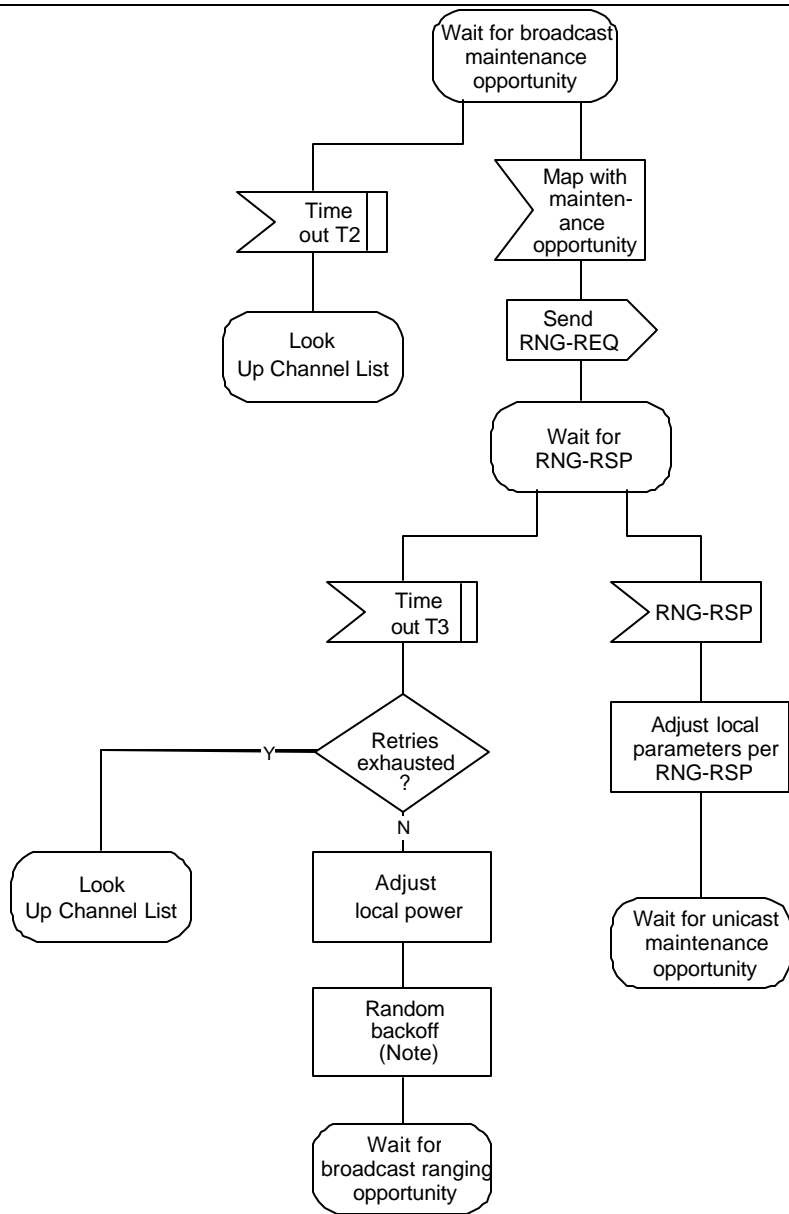 Wait for broadcast
maintenance
opportunity
Time
out T2
Map with
mainten-
ance
opportunity
Look
Up Channel List
Send
RNG-REQ
Wait for
RNG-RSP
Time
out T3
RNG-RSP
Retries
exhausted
?
Y
N
Adjust local
parameters per
RNG-RSP
Look
Up Channel List
Adjust
local power
Wait for unicast
maintenance
opportunity
Random
backoff
(Note)
Wait for
broadcast ranging
opportunity